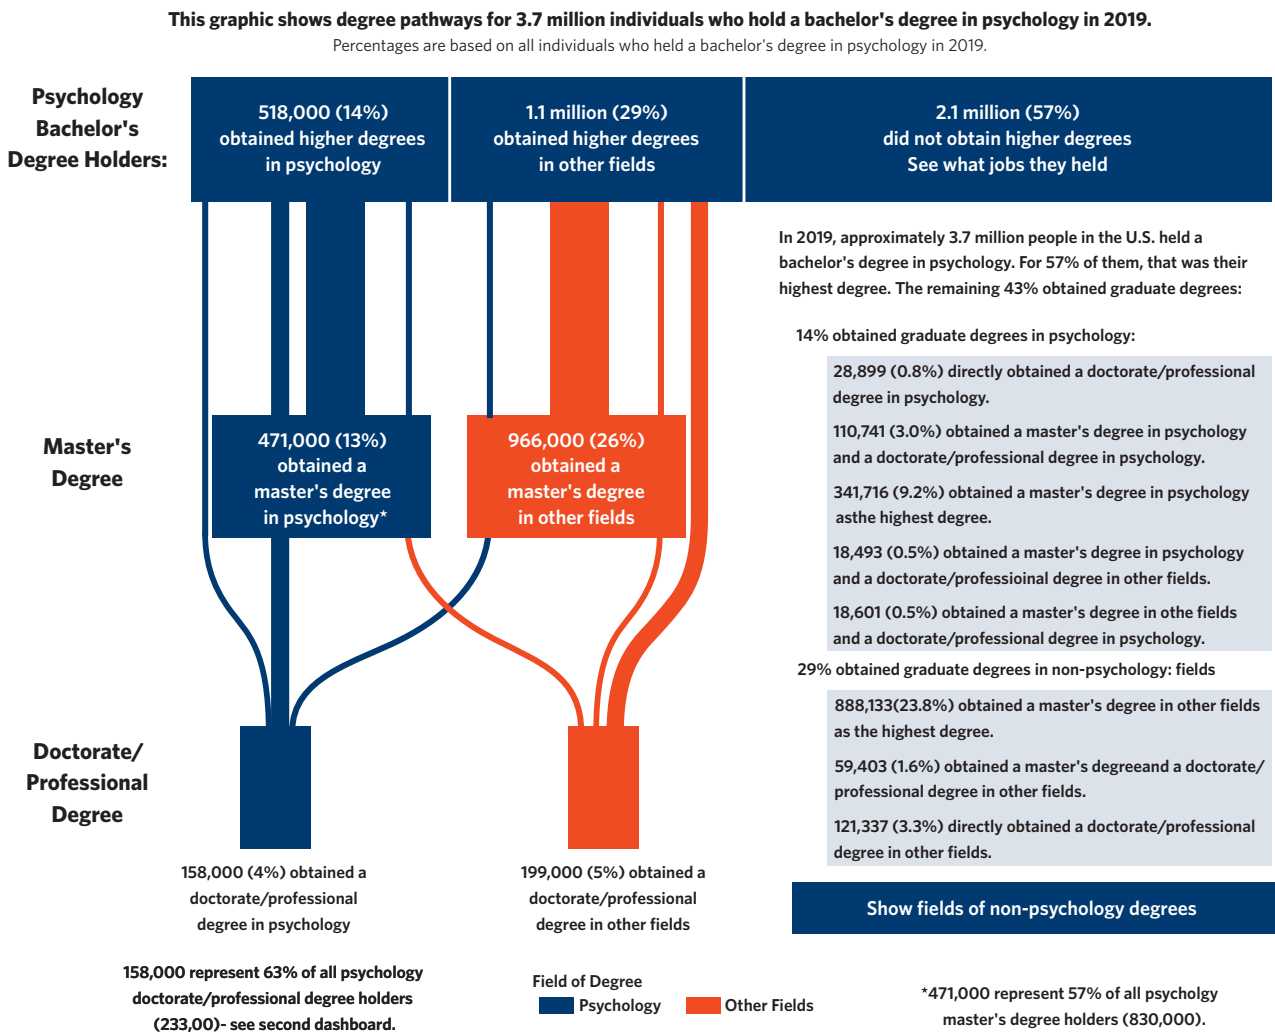 This graphic shows degree pathways for 3.7 million individuals who hold a bachelor's degree in psychology in 2019.
Percentages are based on all individuals who held a bachelor's degree in psychology in 2019.
Psychology
Bachelor's
Degree Holders:
518,000 (14%)
obtained higher degrees
in psychology
1.1 million (29%)
obtained higher degrees
in other fields
2.1 million (57%)
did not obtain higher degrees
See what jobs they held
In 2019, approximately 3.7 million people in the U.S. held a
bachelor's degree in psychology. For 57% of them, that was their
highest degree. The remaining 43% obtained graduate degrees:
14% obtained graduate degrees in psychology:
28,899 (0.8%) directly obtained a doctorate/professional
degree in psychology.
110,741 (3.0%) obtained a master's degree in psychology
and a doctorate/professional degree in psychology.
341,716 (9.2%) obtained a master's degree in psychology
asthe highest degree.
18,493 (0.5%) obtained a master's degree in psychology
and a doctorate/professioinal degree in other fields.
18,601 (0.5%) obtained a master's degree in othe fields
and a doctorate/professional degree in psychology.
29% obtained graduate degrees in non-psychology: fields
888,133(23.8%) obtained a master's degree in other fields
as the highest degree.
59,403 (1.6%) obtained a master's degreeand a doctorate/
professional degree in other fields.
121,337 (3.3%) directly obtained a doctorate/professional
degree in other fields.
Show fields of non-psychology degrees
Master's
Degree
471,000 (13%)
obtained a
master's degree
in psychology*
966,000 (26%)
obtained a
master's degree
in other fields
Doctorate/
Professional
Degree
158,000 (4%) obtained a
doctorate/professional
degree in psychology
199,000 (5%) obtained a
doctorate/professional
degree in other fields
158,000 represent 63% of all psychology
doctorate/professional degree holders
(233,00)- see second dashboard.
Field of Degree
Psychology
Other Fields
*471,000 represent 57% of all psycholgy
master's degree holders (830,000).